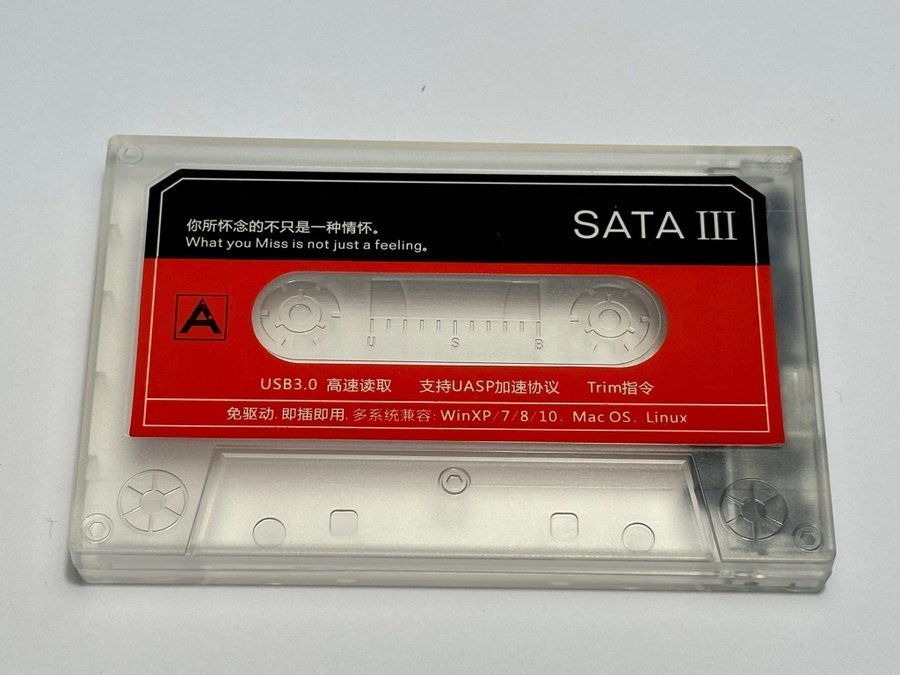 你所怀念的不只是一种情怀。
What you Miss is not just a feeling。
SATA III
A
U S B
USB3.0 高速读取 支持UASP加速协议 Trim指令
免驱动, 即插即用, 多系统兼容: WinXP/7/8/10、Mac OS、Linux